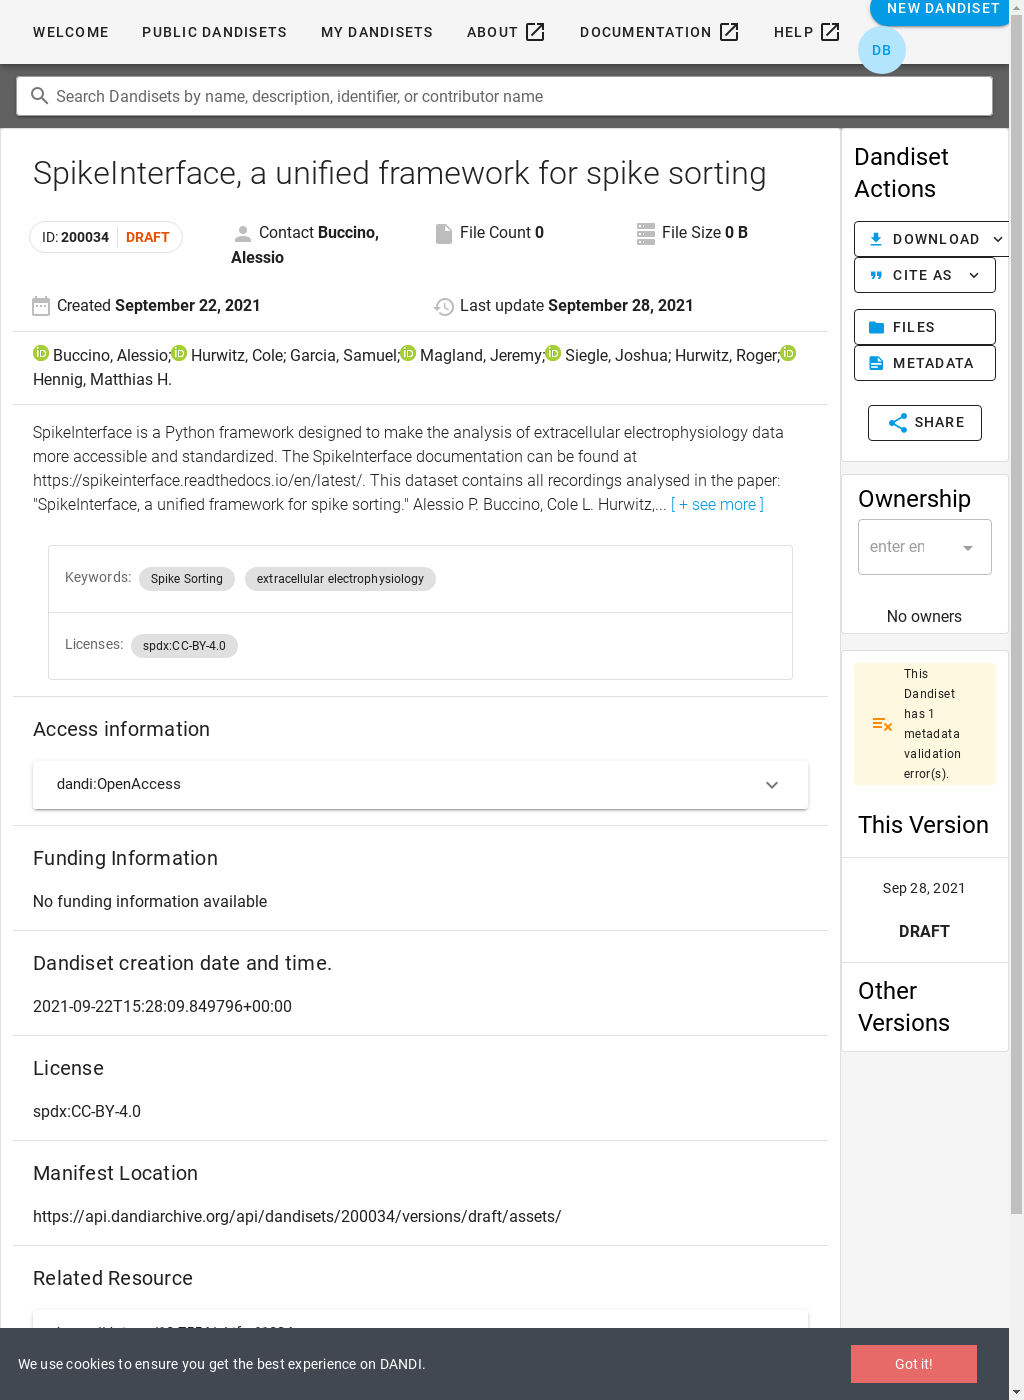 WELCOME PUBLIC DANDISETS MY DANDISETS ABOUT DOCUMENTATION HELP NEW DANDISET
DB
Search Dandisets by name, description, identifier, or contributor name
SpikeInterface, a unified framework for spike sorting
ID: 200034 DRAFT
Contact Buccino,
Alessio
File Count 0
File Size 0 B
Created September 22, 2021
Last update September 28, 2021
Buccino, Alessio; Hurwitz, Cole; Garcia, Samuel; Magland, Jeremy; Siegle, Joshua; Hurwitz, Roger;
Hennig, Matthias H.
SpikeInterface is a Python framework designed to make the analysis of extracellular electrophysiology data
more accessible and standardized. The SpikeInterface documentation can be found at
https://spikeinterface.readthedocs.io/en/latest/. This dataset contains all recordings analysed in the paper:
"SpikeInterface, a unified framework for spike sorting." Alessio P. Buccino, Cole L. Hurwitz,... [ + see more ]
Keywords: Spike Sorting extracellular electrophysiology
Licenses: spdx:CC-BY-4.0
Access information
dandi:OpenAccess
Funding Information
No funding information available
Dandiset creation date and time.
2021-09-22T15:28:09.849796+00:00
License
spdx:CC-BY-4.0
Manifest Location
https://api.dandiarchive.org/api/dandisets/200034/versions/draft/assets/
Related Resource
Dandiset
Actions
DOWNLOAD
CITE AS
FILES
METADATA
SHARE
Ownership
enter en
No owners
This
Dandiset
has 1
metadata
validation
error(s).
This Version
Sep 28, 2021
DRAFT
Other
Versions
We use cookies to ensure you get the best experience on DANDI.
Got it!